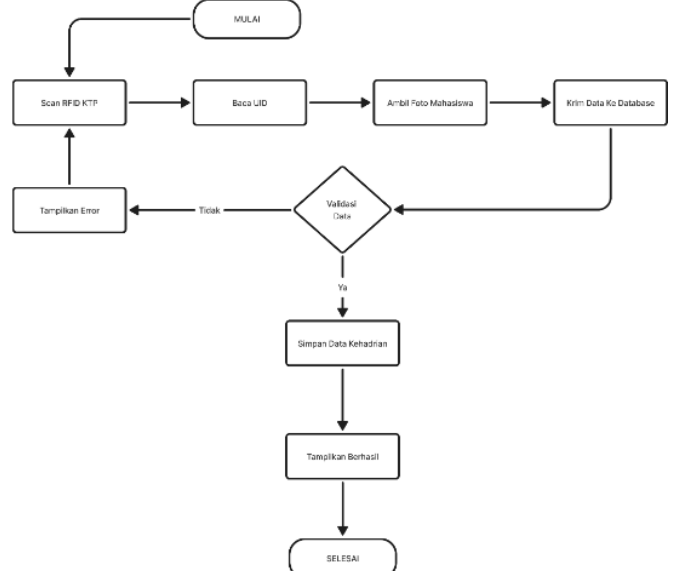 MULAI
Scan RFID KTP
Baca UID
Ambil Foto Mahasiswa
Krim Data Ke Database
Tampilkan Error
Tidak
Validasi
Data
Ya
Simpan Data Kehadrian
Tampilkan Berhasil
SELESAI